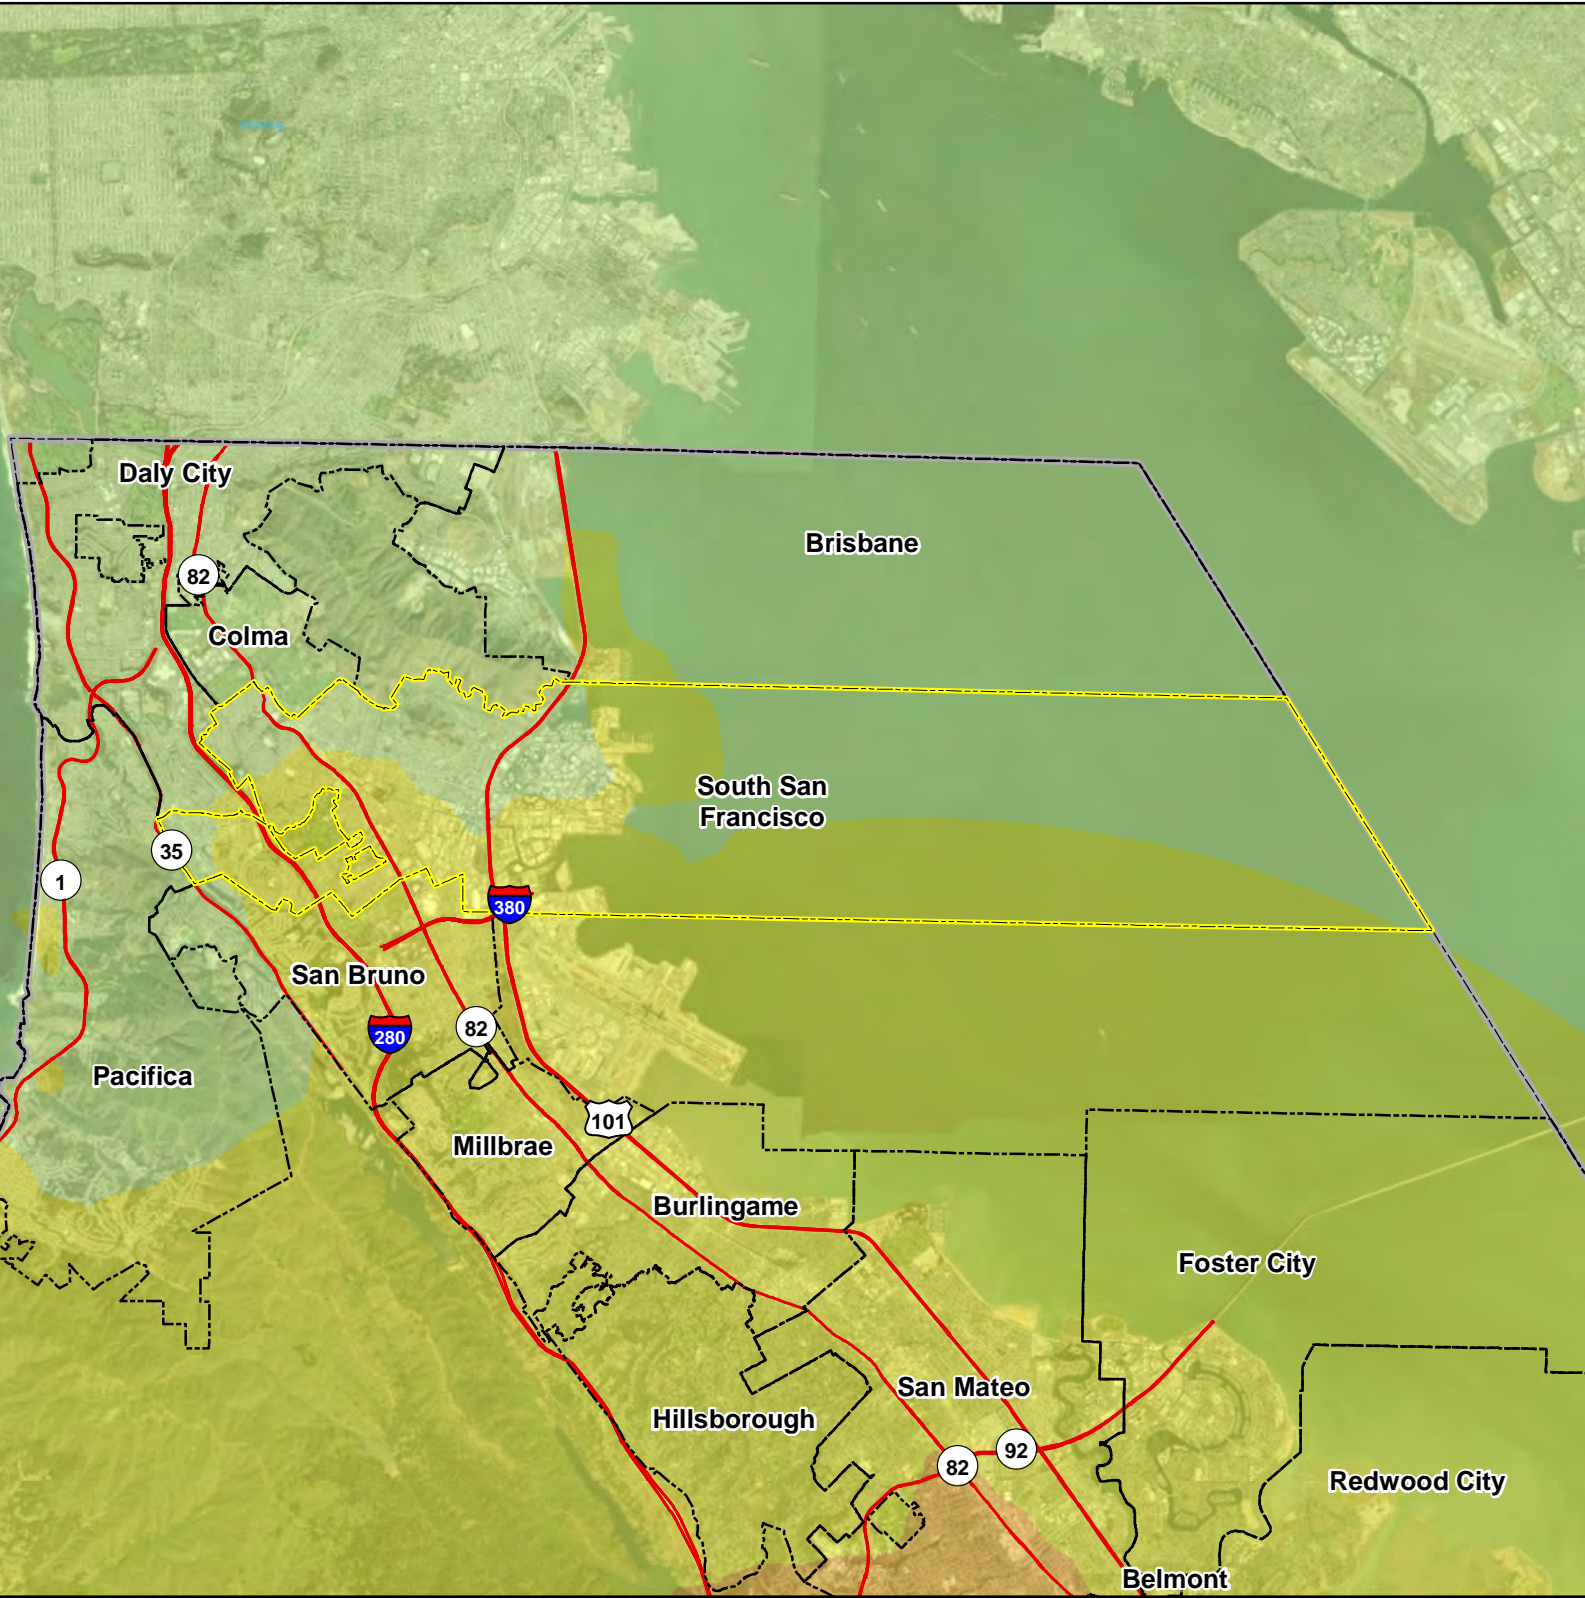 Daly City
Brisbane
82
Colma
South San
Francisco
35
1
380
San Bruno
280
82
Pacifica
101
Millbrae
Burlingame
Foster City
San Mateo
Hillsborough
92
82
Redwood City
Belmont